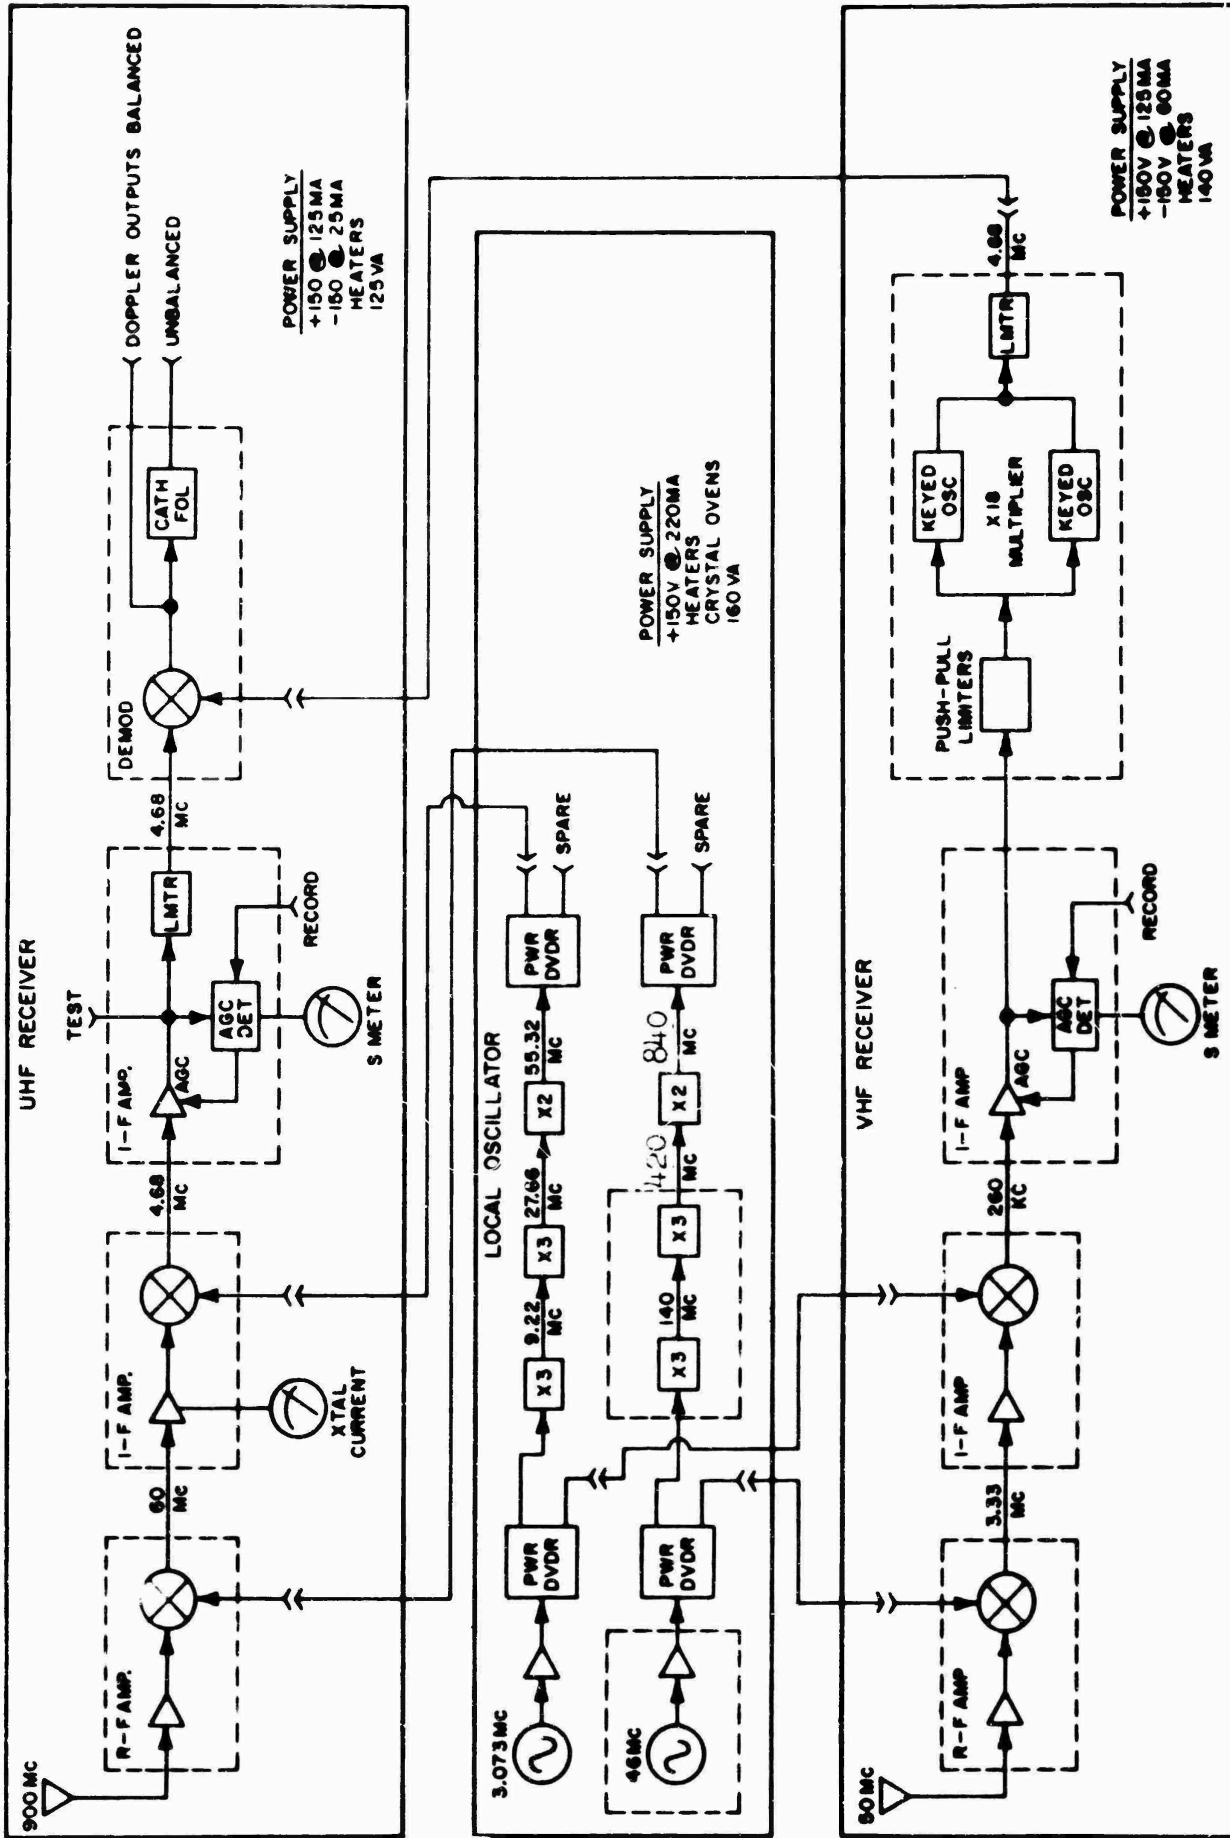 UHF RECEIVER
900 MC
R-F AMP.
60
MC
I-F AMP.
XTAL
CURRENT
4.68
MC
I-F AMP.
AGC
TEST
AGC
DET
LMTR
RECORD
S METER
4.68
MC
DEMOD
CATH
FOL
DOPPLER OUTPUTS BALANCED
UNBALANCED
POWER SUPPLY
+150 @ 125MA
-150 @ 25MA
HEATERS
125VA
LOCAL OSCILLATOR
3.073MC
PWR
DVDR
X3
9.22
MC
X3
27.66
MC
X2
55.32
MC
PWR
DVDR
SPARE
46MC
PWR
DVDR
X3
140
MC
X3
420
MC
X2
840
MC
PWR
DVDR
SPARE
POWER SUPPLY
+150V @ 220MA
HEATERS
CRYSTAL OVENS
160VA
VHF RECEIVER
50MC
R-F AMP
3.33
MC
I-F AMP
260
KC
I-F AMP
AGC
AGC
DET
RECORD
S METER
PUSH-PULL
LIMITERS
KEYED
OSC
X18
MULTIPLIER
KEYED
OSC
LMTR
4.68
MC
POWER SUPPLY
+150V @ 125MA
-150V @ 60MA
HEATERS
140VA